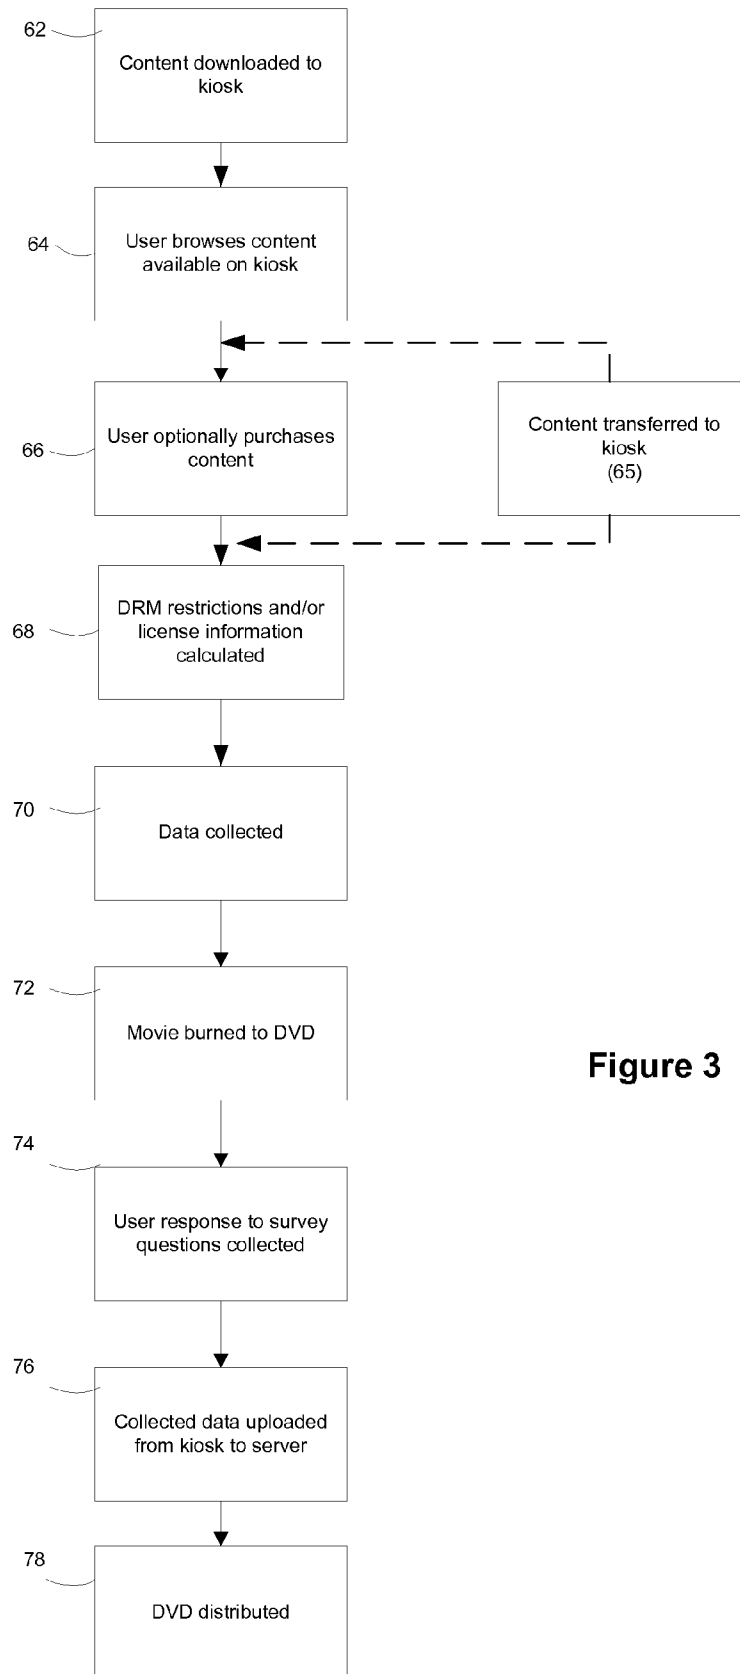 62
Content downloaded to
kiosk
64
User browses content
available on kiosk
66
User optionally purchases
content
Content transferred to
kiosk
(65)
68
DRM restrictions and/or
license information
calculated
70
Data collected
72
Movie burned to DVD
Figure 3
74
User response to survey
questions collected
76
Collected data uploaded
from kiosk to server
78
DVD distributed